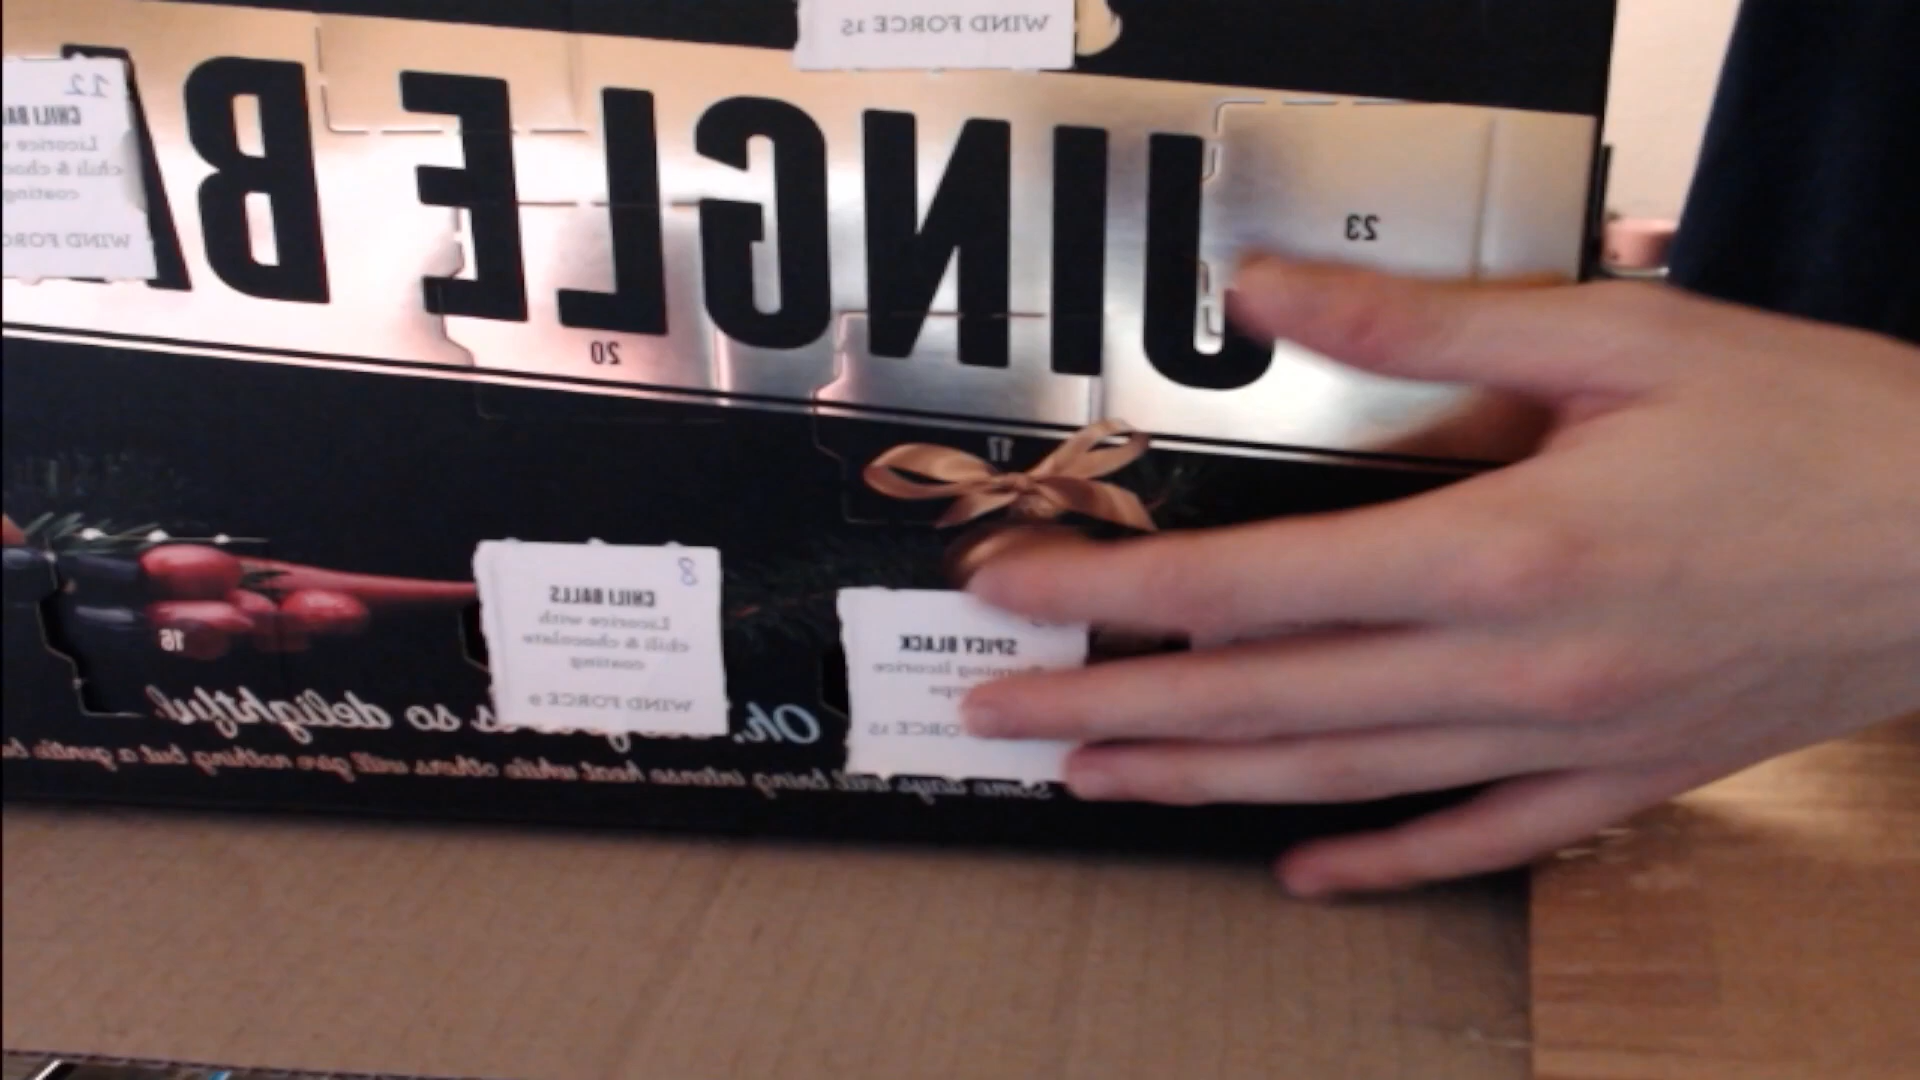 WIND FORCE 15
JINGLE BA
23
20
17
12
CHILI BA
Licorice
chili & choc
coating
WIND FORC
8
CHILI BALLS
Licorice with
chili & chocolate
coating
WIND FORCE 9
SPICY BLACK
licorice
15
16
Oh, so delightful.
Some days will bring intense heat while others will give nothing but a gentle